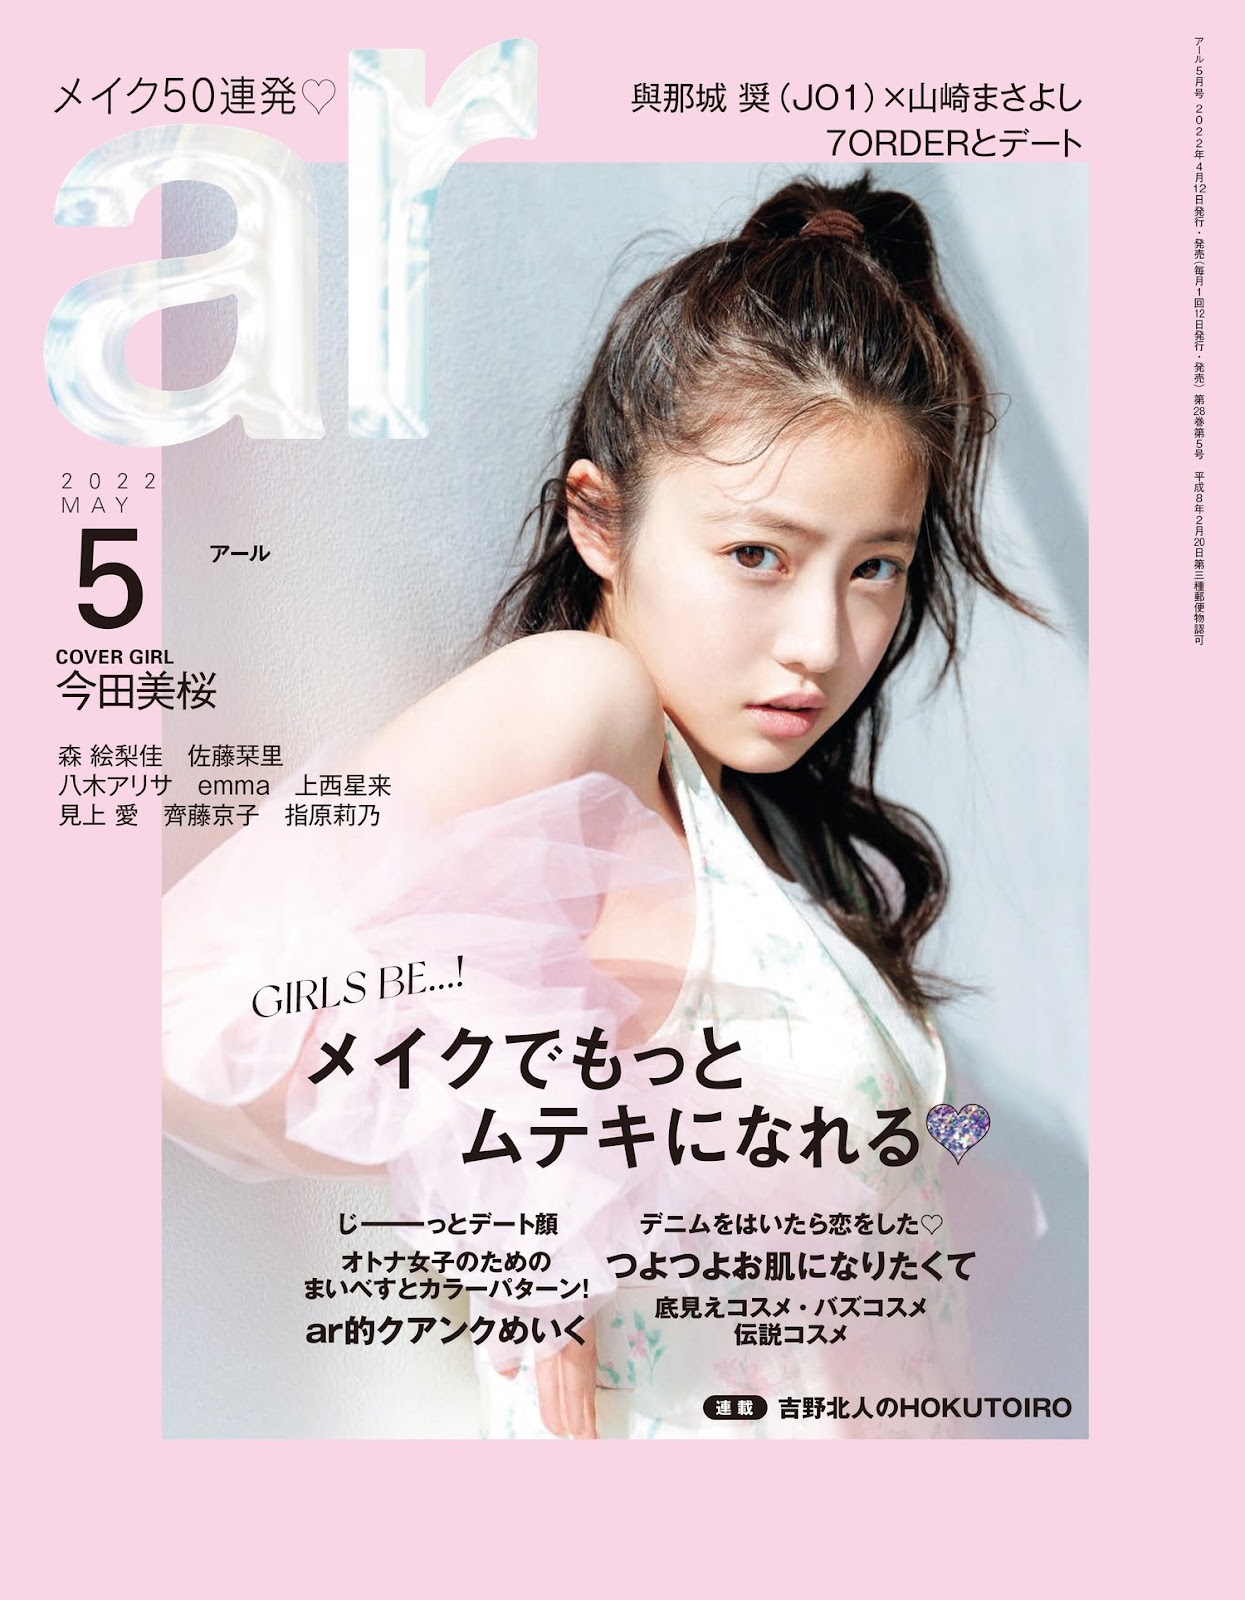 メイク50連発♡
ar
與那城 奨（JO1）×山崎まさよし
7ORDERとデート
アール5月号 2022年4月12日発行・発売（毎月1回12日発行・発売）第28巻第5号 平成8年2月20日第三種郵便物認可
2022
MAY
5
アール
COVER GIRL
今田美桜
森 絵梨佳 佐藤栞里
八木アリサ emma 上西星来
見上 愛 齊藤京子 指原莉乃
GIRLS BE...!
メイクでもっと
ムテキになれる
じーーっとデート顔
オトナ女子のための
まいべすとカラーパターン!
ar的クアンクめいく
デニムをはいたら恋をした♡
つよつよお肌になりたくて
底見えコスメ・バズコスメ
伝説コスメ
連載 吉野北人のHOKUTOIRO